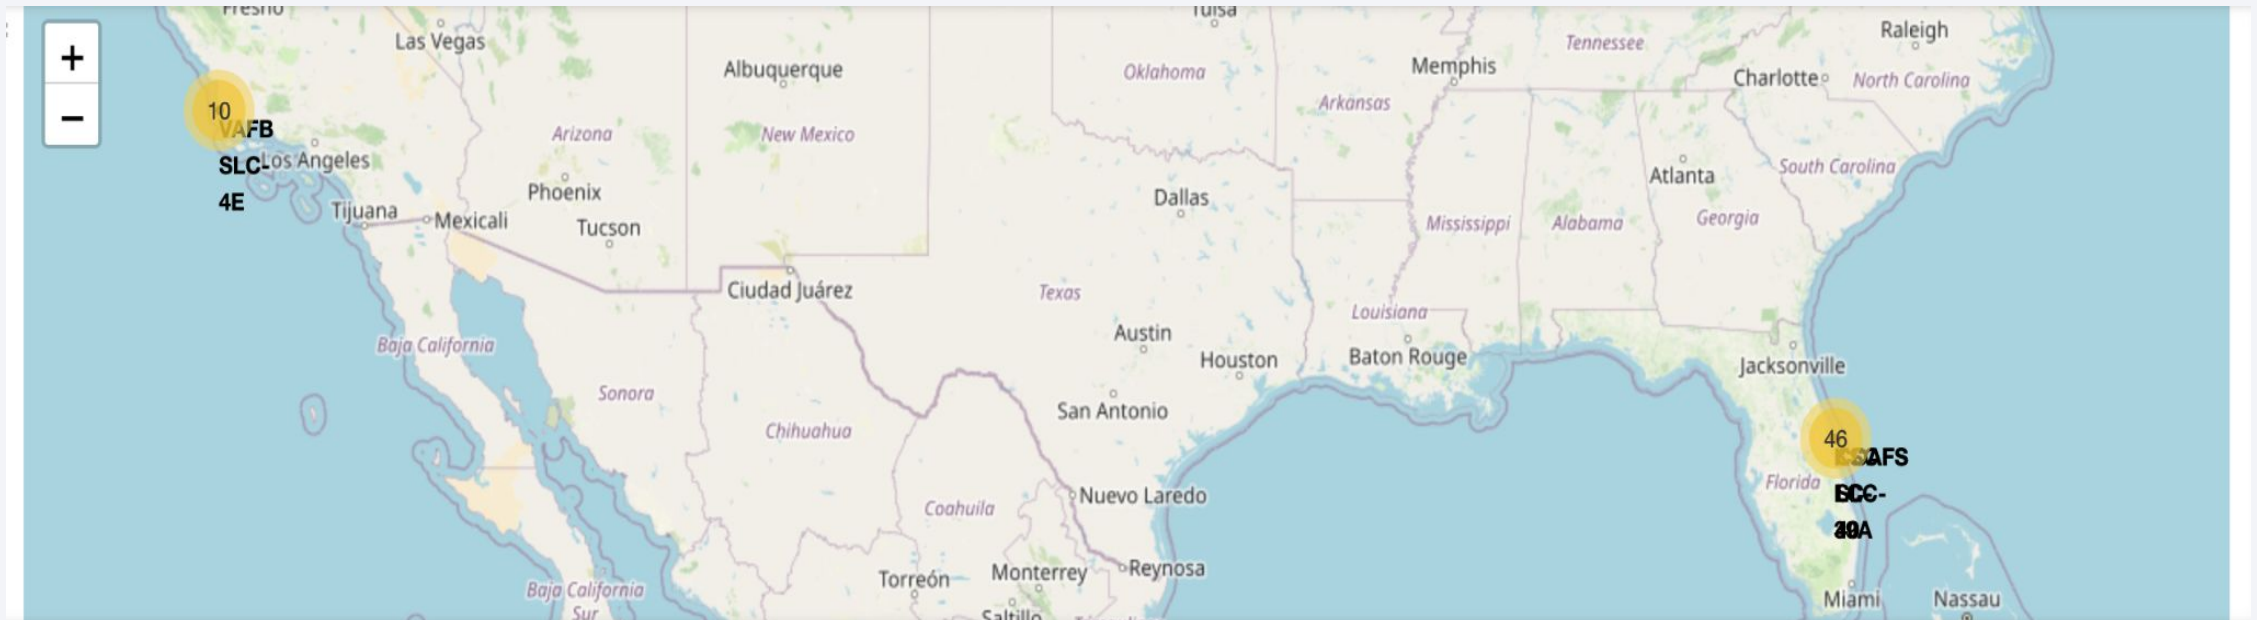 Fresno
Tulsa
+
Las Vegas
Raleigh
Tennessee
Albuquerque
Oklahoma
Memphis
Charlotte
North Carolina
10
Arkansas
−
VAFB
Arizona
New Mexico
SLC-
Los Angeles
4E
Phoenix
Atlanta
South Carolina
Dallas
Tijuana
Mexicali
Tucson
Mississippi
Alabama
Georgia
Ciudad Juárez
Texas
Louisiana
Austin
Baja California
Houston
Baton Rouge
Jacksonville
Sonora
San Antonio
Chihuahua
46
Florida
Nuevo Laredo
Coahuila
Torreón
Monterrey
Reynosa
Baja California
Sur
Miami
Nassau
Saltillo